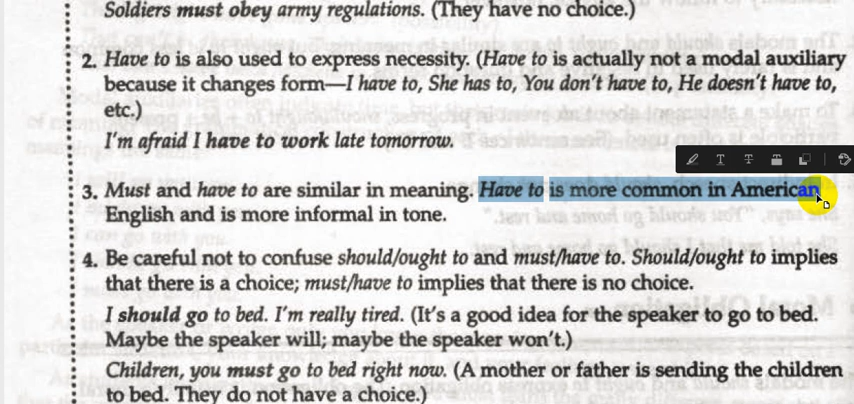 Soldiers must obey army regulations. (They have no choice.)
2. Have to is also used to express necessity. (Have to is actually not a modal auxiliary
because it changes form—I have to, She has to, You don't have to, He doesn't have to,
etc.)
I'm afraid I have to work late tomorrow.
3. Must and have to are similar in meaning. Have to is more common in American
English and is more informal in tone.
4. Be careful not to confuse should/ought to and must/have to. Should/ought to implies
that there is a choice; must/have to implies that there is no choice.
I should go to bed. I'm really tired. (It's a good idea for the speaker to go to bed.
Maybe the speaker will; maybe the speaker won't.)
Children, you must go to bed right now. (A mother or father is sending the children
to bed. They do not have a choice.)